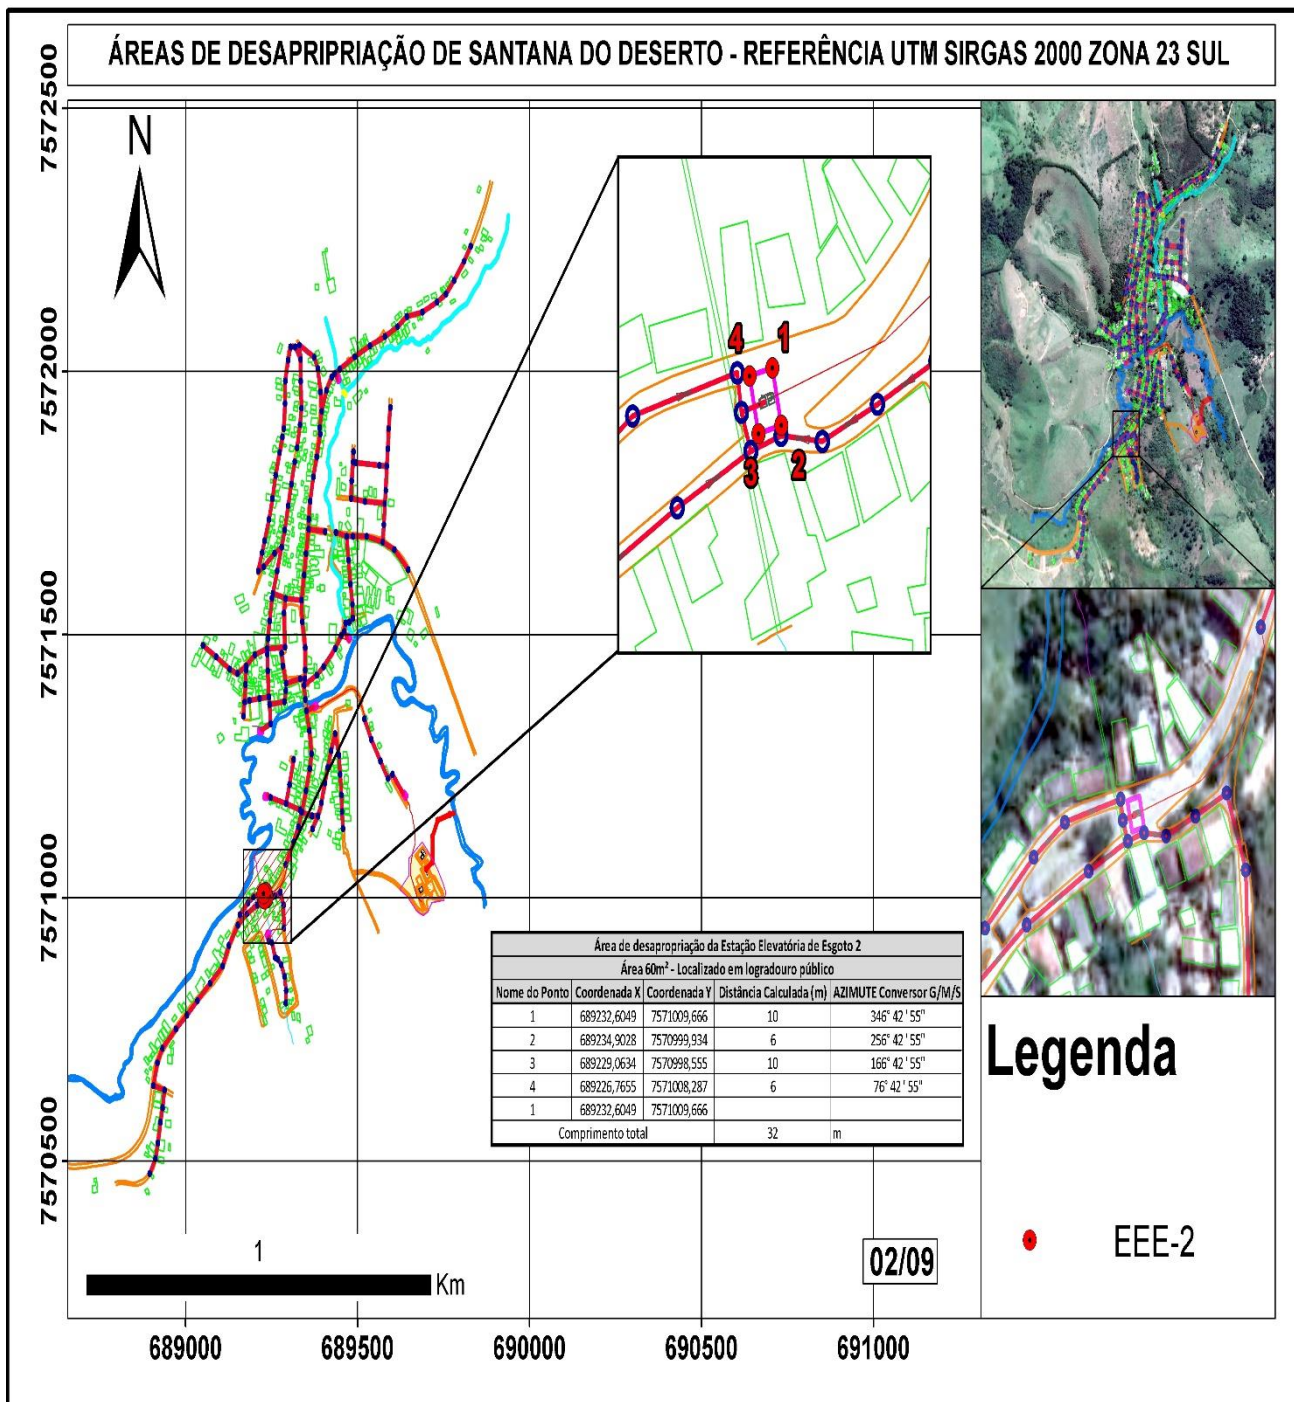 ÁREAS DE DESAPRIPRIAÇÃO DE SANTANA DO DESERTO - REFERÊNCIA UTM SIRGAS 2000 ZONA 23 SUL
7572500
7572000
7571500
7571000
7570500
N
4 1
3 2
Área de desapropriação da Estação Elevatória de Esgoto 2
Área 60m² - Localizado em logradouro público
Nome do Ponto Coordenada X Coordenada Y Distância Calculada (m) AZIMUTE Conversor G/M/S
1 689232,6049 7571009,666 10 346° 42 ' 55"
2 689234,9028 7570999,934 6 256° 42 ' 55"
3 689229,0634 7570998,555 10 166° 42 ' 55"
4 689226,7655 7571008,287 6 76° 42 ' 55"
1 689232,6049 7571009,666
Comprimento total 32 m
Legenda
EEE-2
02/09
1
Km
689000 689500 690000 690500 691000